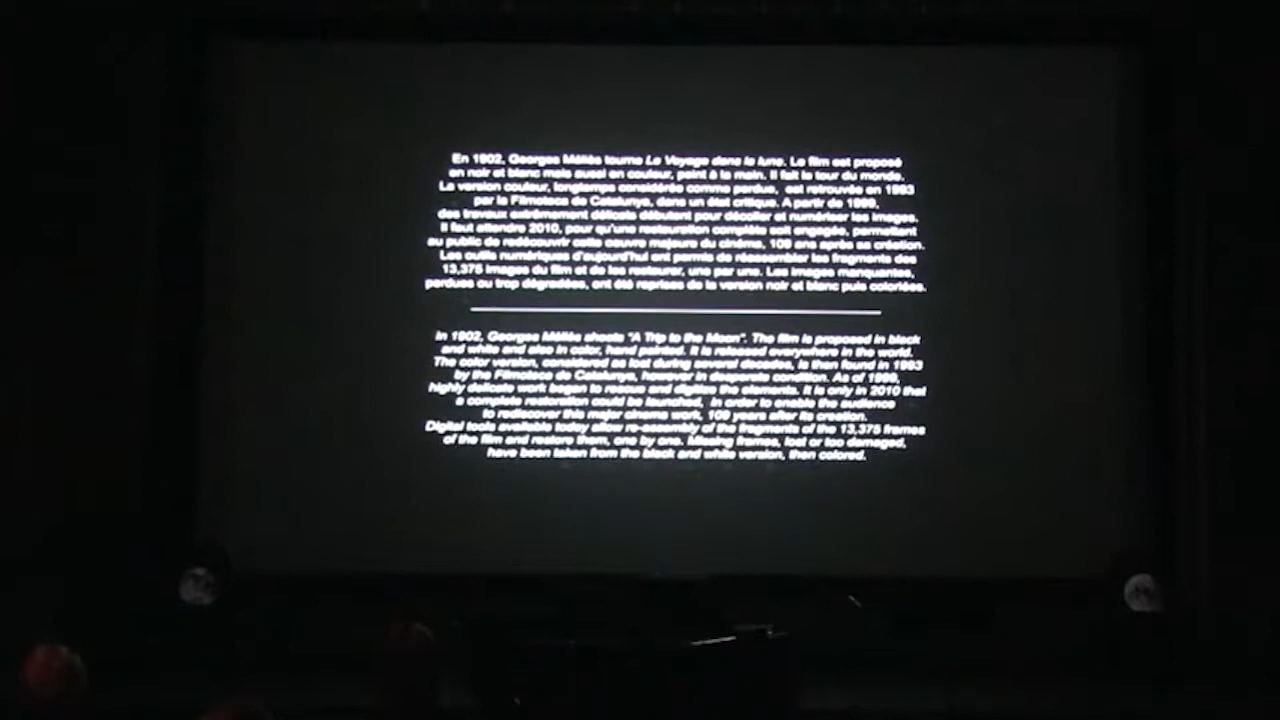 En 1902, Georges Méliès tourne Le Voyage dans la lune. Le film est proposé
en noir et blanc mais aussi en couleur, peint à la main. Il fait le tour du monde.
La version couleur, longtemps considérée comme perdue, est retrouvée en 1993
par la Filmoteca de Catalunya, dans un état critique. A partir de 1999,
des travaux extrêmement délicats débutent pour décoller et numériser les images.
Il faut attendre 2010, pour qu'une restauration complète soit engagée, permettant
au public de redécouvrir cette oeuvre majeure du cinéma, 109 ans après sa création.
Les outils numériques d'aujourd'hui ont permis de réassembler les fragments des
13,375 images du film et de les restaurer, une par une. Les images manquantes,
perdues ou trop dégradées, ont été reprises de la version noir et blanc puis coloriées.
In 1902, Georges Méliès shoots "A Trip to the Moon". The film is proposed in black
and white and also in color, hand painted. It is released everywhere in the world.
The color version, considered as lost during several decades, is then found in 1993
by the Filmoteca de Catalunya, however in desperate condition. As of 1999,
highly delicate work began to rescue and digitize the elements. It is only in 2010 that
a complete restoration could be launched, in order to enable the audience
to rediscover this major cinema work, 109 years after its creation.
Digital tools available today allow re-assembly of the fragments of the 13,375 frames
of the film and restore them, one by one. Missing frames, lost or too damaged,
have been taken from the black and white version, then colored.